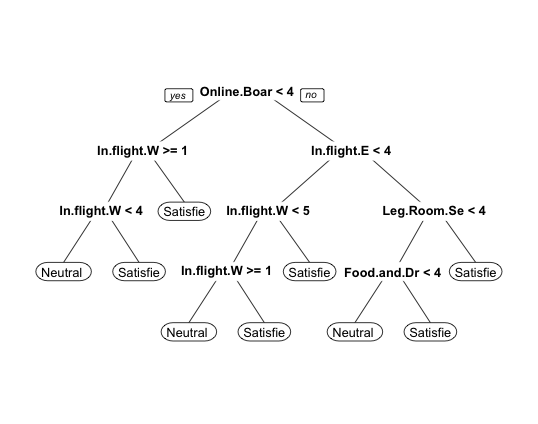 yes Online.Boar < 4 no
In.flight.W >= 1 In.flight.E < 4
In.flight.W < 4 Satisfie In.flight.W < 5 Leg.Room.Se < 4
Neutral Satisfie In.flight.W >= 1 Satisfie Food.and.Dr < 4 Satisfie
Neutral Satisfie Neutral Satisfie